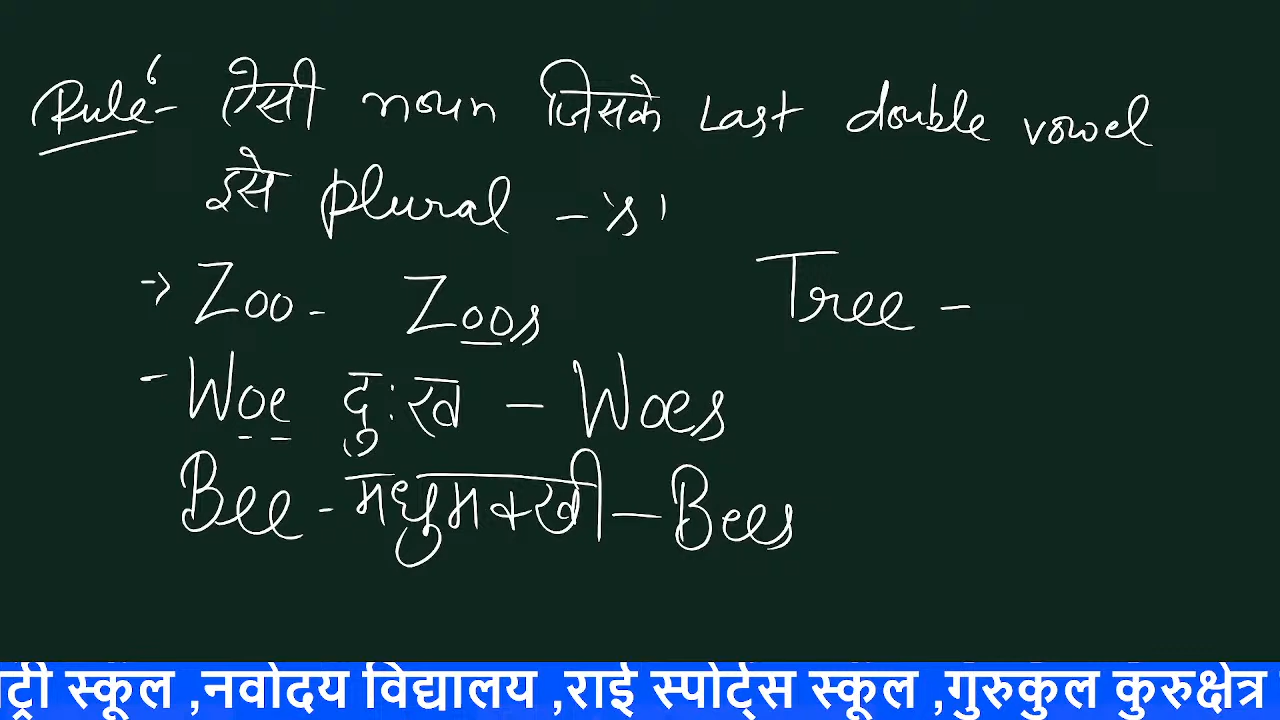 Rule 6- ऐसी noun जिसके Last double vowel
इसे plural - 's'
→ Zoo - Zoos
Tree -
- Woe दुःख - Woes
Bee - मधुमक्खी - Bees
ट्री स्कूल ,नवोदय विद्यालय ,राई स्पोर्ट्स स्कूल ,गुरुकुल कुरुक्षेत्र